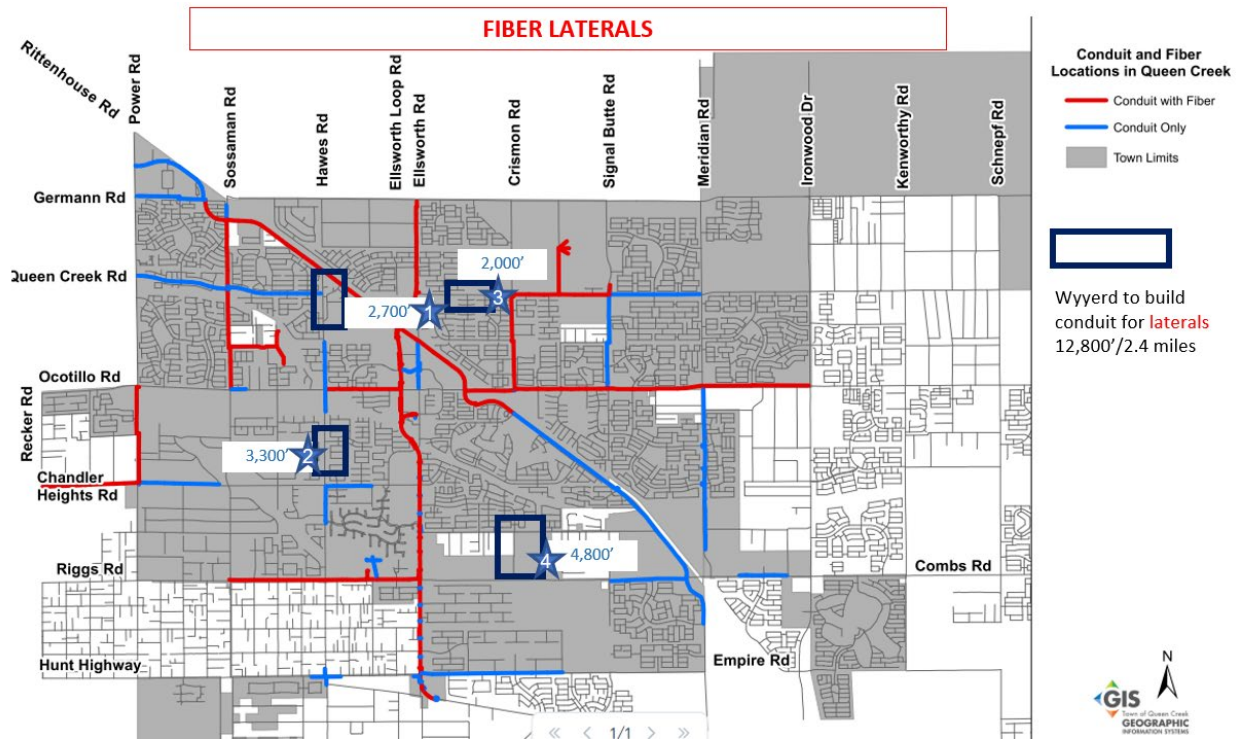 FIBER LATERALS
Rittenhouse Rd
Power Rd
Sossaman Rd
Hawes Rd
Ellsworth Loop Rd
Ellsworth Rd
Crismon Rd
Signal Butte Rd
Meridian Rd
Ironwood Dr
Kenworthy Rd
Schnepf Rd
Conduit and Fiber
Locations in Queen Creek
Conduit with Fiber
Conduit Only
Town Limits
Germann Rd
Queen Creek Rd
2,000'
3
2,700'
1
Wyyerd to build
conduit for laterals
12,800'/2.4 miles
Ocotillo Rd
Recker Rd
3,300'
2
Chandler
Heights Rd
4,800'
4
Riggs Rd
Combs Rd
Hunt Highway
Empire Rd
N
GIS
Town of Queen Creek
GEOGRAPHIC
INFORMATION SYSTEMS
1/1